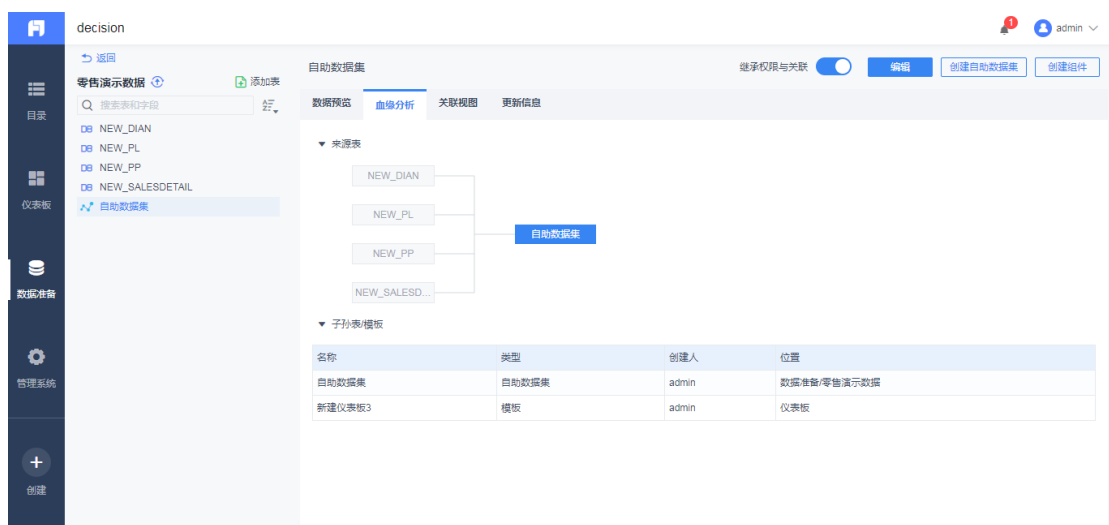 decision
1
admin
目录
仪表板
数据准备
管理系统
创建
返回
零售演示数据
添加表
搜索表和字段
DB NEW_DIAN
DB NEW_PL
DB NEW_PP
DB NEW_SALESDETAIL
自助数据集
自助数据集
继承权限与关联
编辑
创建自助数据集
创建组件
数据预览 血缘分析 关联视图 更新信息
来源表
NEW_DIAN
NEW_PL
NEW_PP
NEW_SALESD...
自助数据集
子孙表/模板
名称 类型 创建人 位置
自助数据集 自助数据集 admin 数据准备/零售演示数据
新建仪表板3 模板 admin 仪表板